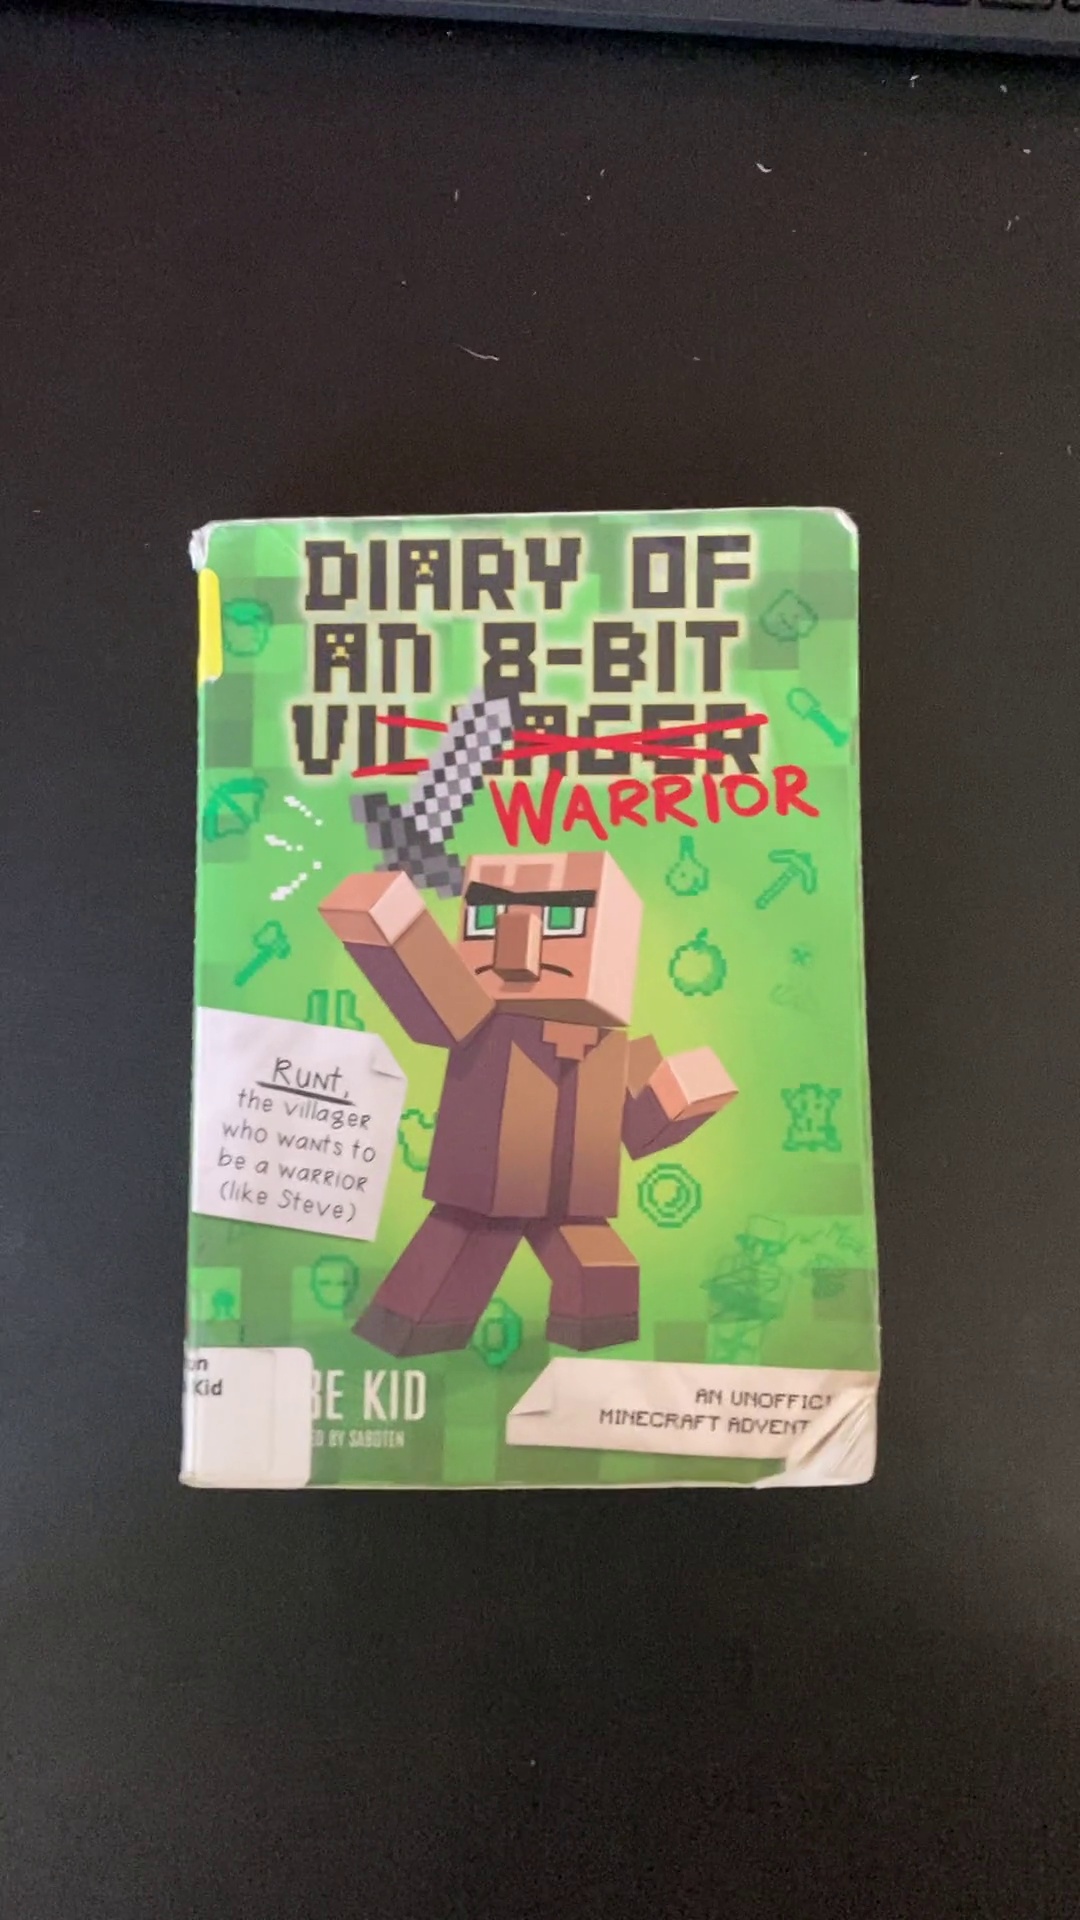 DIARY OF
AN 8-BIT
VILLAGER
WARRIOR
RUNT,
the villager
who wants to
be a warrior
(like Steve)
Kid
BE KID
ED BY SABOTEN
AN UNOFFICI
MINECRAFT ADVENT